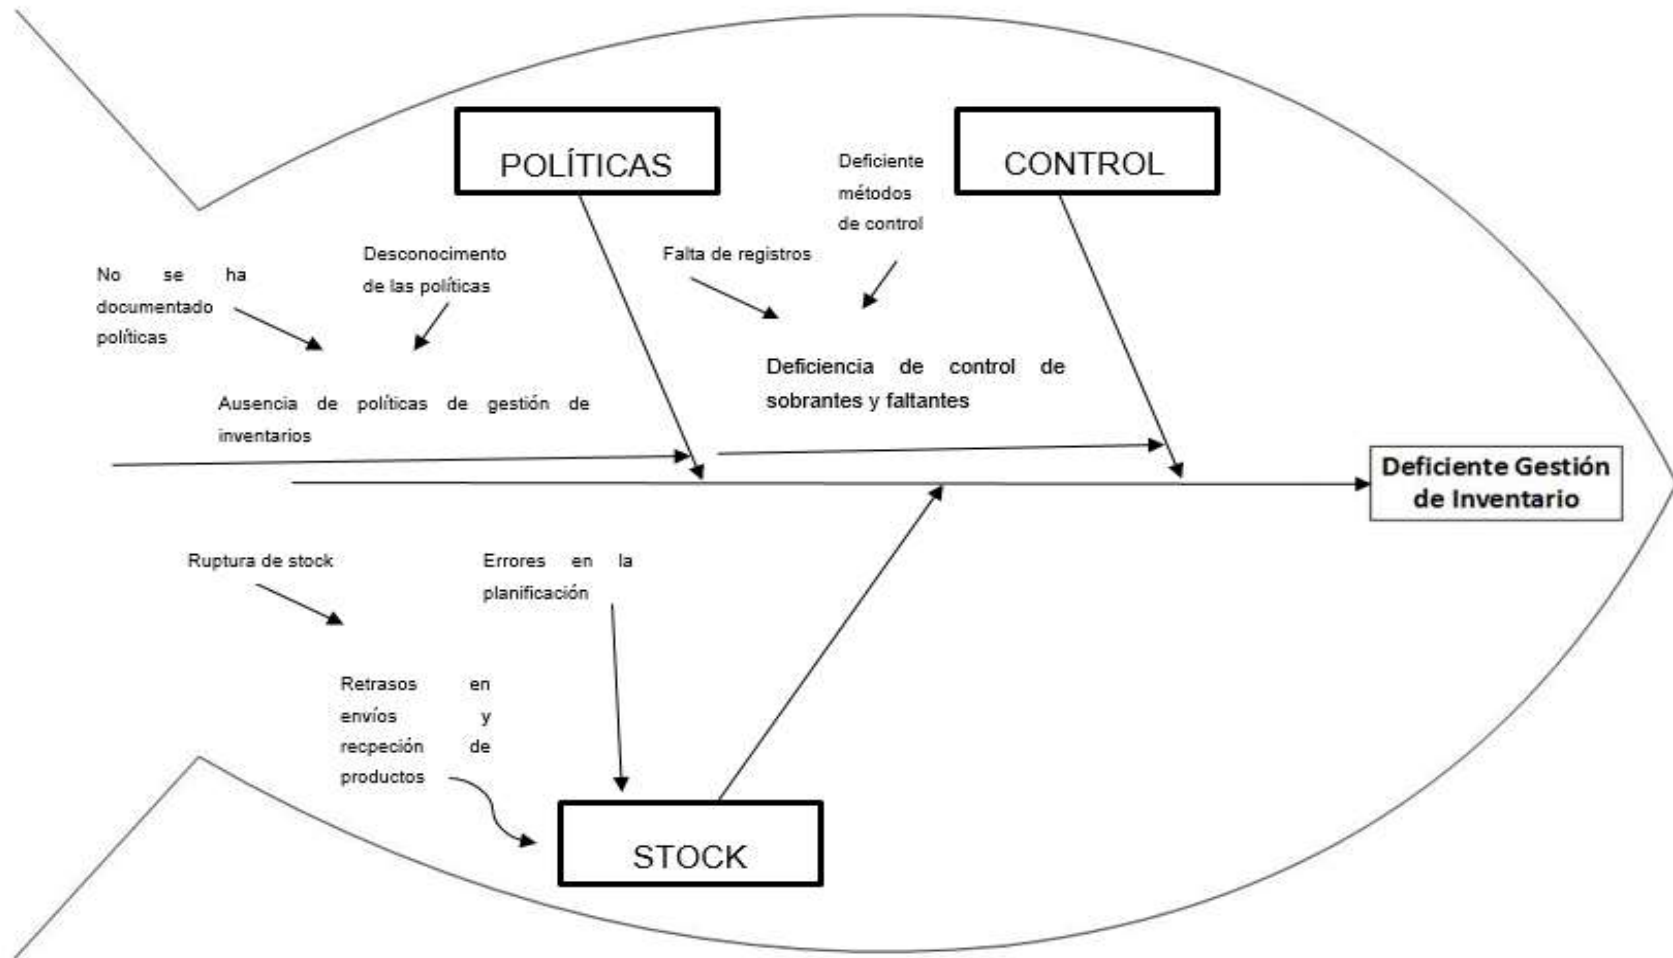 POLÍTICAS
CONTROL
Deficiente
métodos
de control
Desconocimento
de las políticas
Falta de registros
No se ha
documentado
políticas
Deficiencia de control de
sobrantes y faltantes
Ausencia de políticas de gestión de
inventarios
Deficiente Gestión
de Inventario
Ruptura de stock
Errores en la
planificación
Retrasos en
envíos y
recpeción de
productos
STOCK